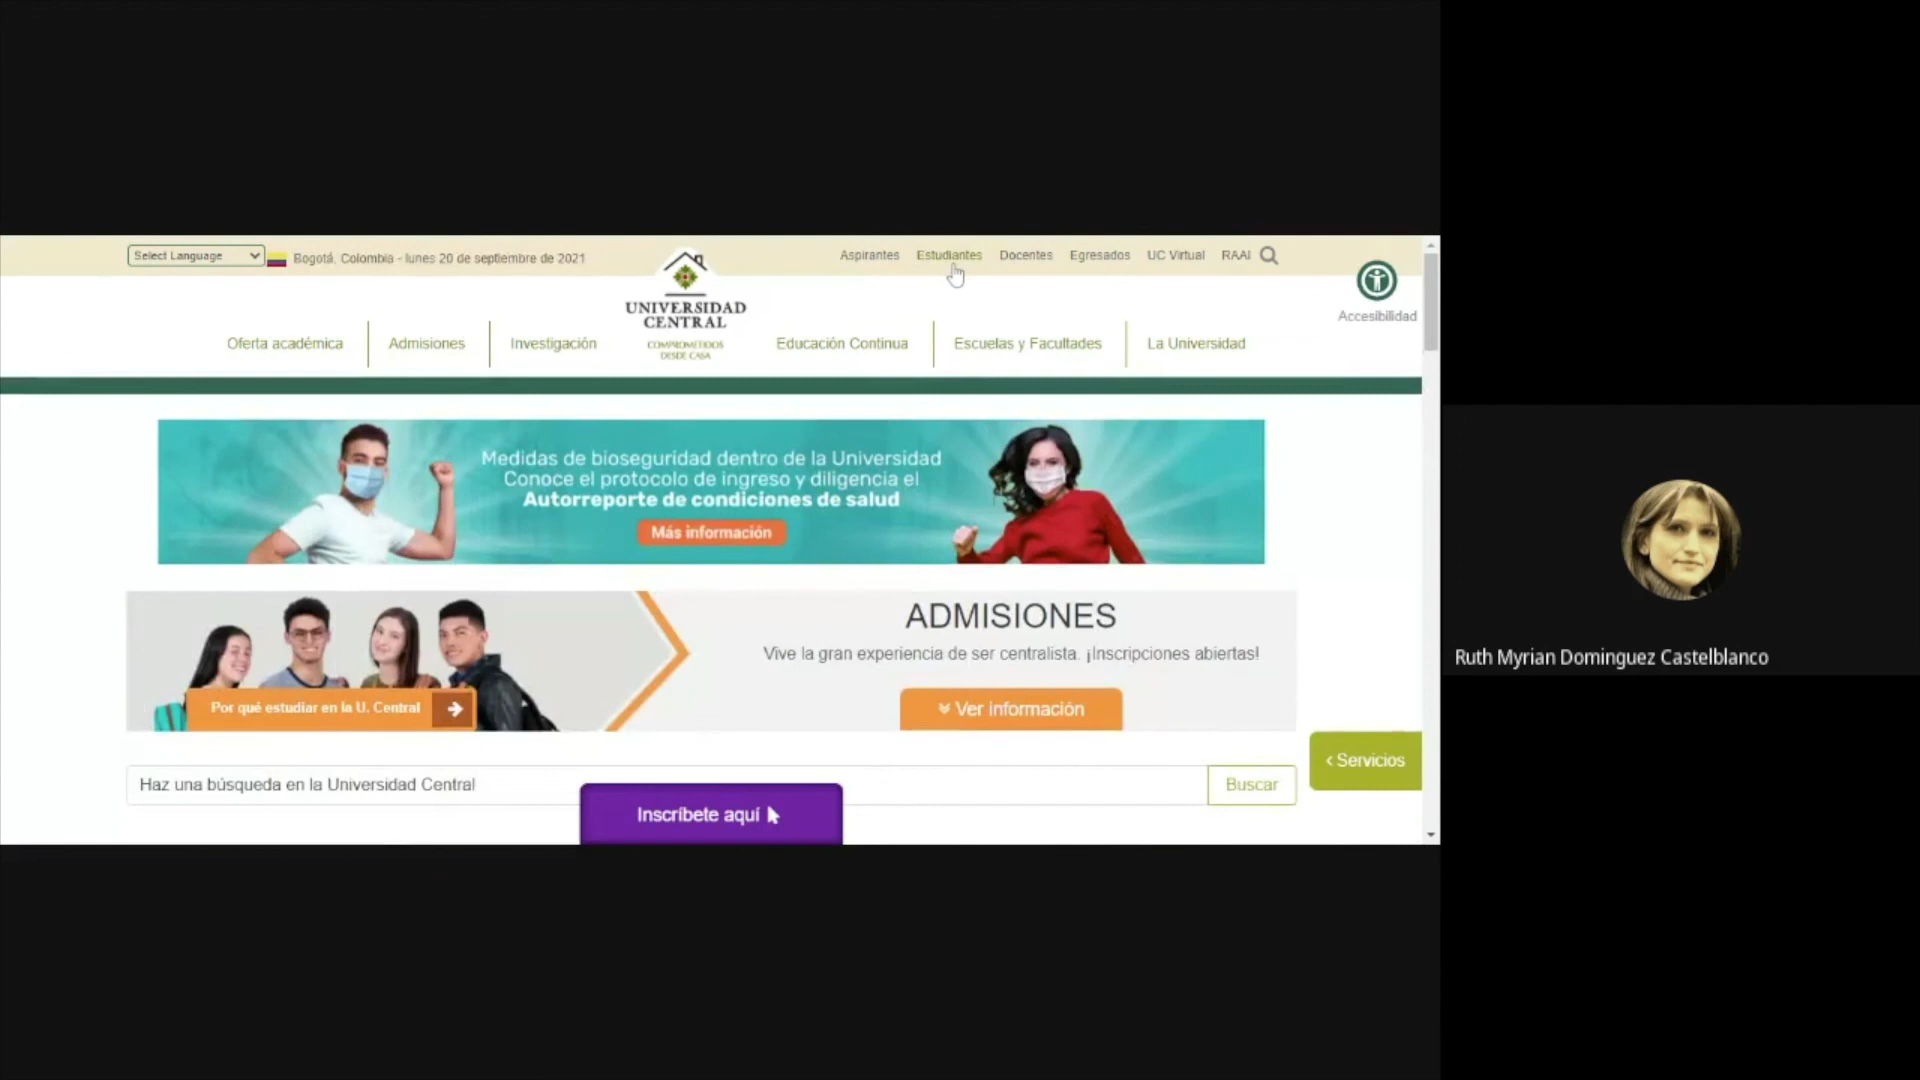 Select Language
Bogotá, Colombia - lunes 20 de septiembre de 2021
Aspirantes
Estudiantes
Docentes
Egresados
UC Virtual
RAAI
Accesibilidad
UNIVERSIDAD
CENTRAL
COMPROMETIDOS
DESDE CASA
Oferta académica
Admisiones
Investigación
Educación Continua
Escuelas y Facultades
La Universidad
Medidas de bioseguridad dentro de la Universidad
Conoce el protocolo de ingreso y diligencia el
Autorreporte de condiciones de salud
Más información
Por qué estudiar en la U. Central
ADMISIONES
Vive la gran experiencia de ser centralista. ¡Inscripciones abiertas!
Ver información
Ruth Myrian Dominguez Castelblanco
‹ Servicios
Haz una búsqueda en la Universidad Central
Buscar
Inscríbete aquí